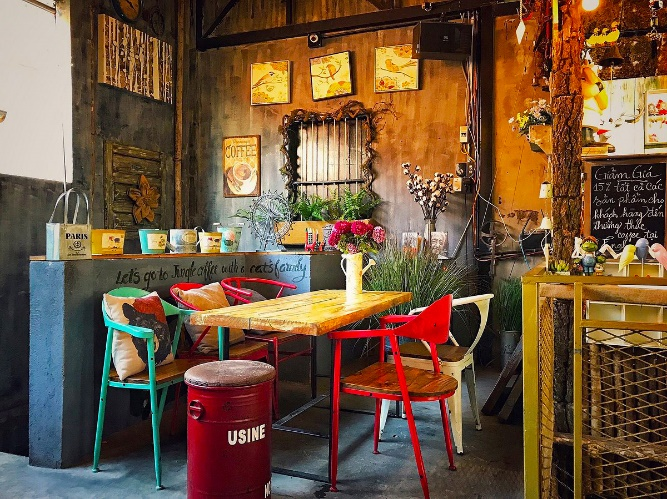 COFFEE
PARIS
Let's go to Jungle coffee with a cat's family
USINE
Giảm Giá
15% tất cả các
sản phẩm cho
khách hàng đến
thưởng thức
coffee tại